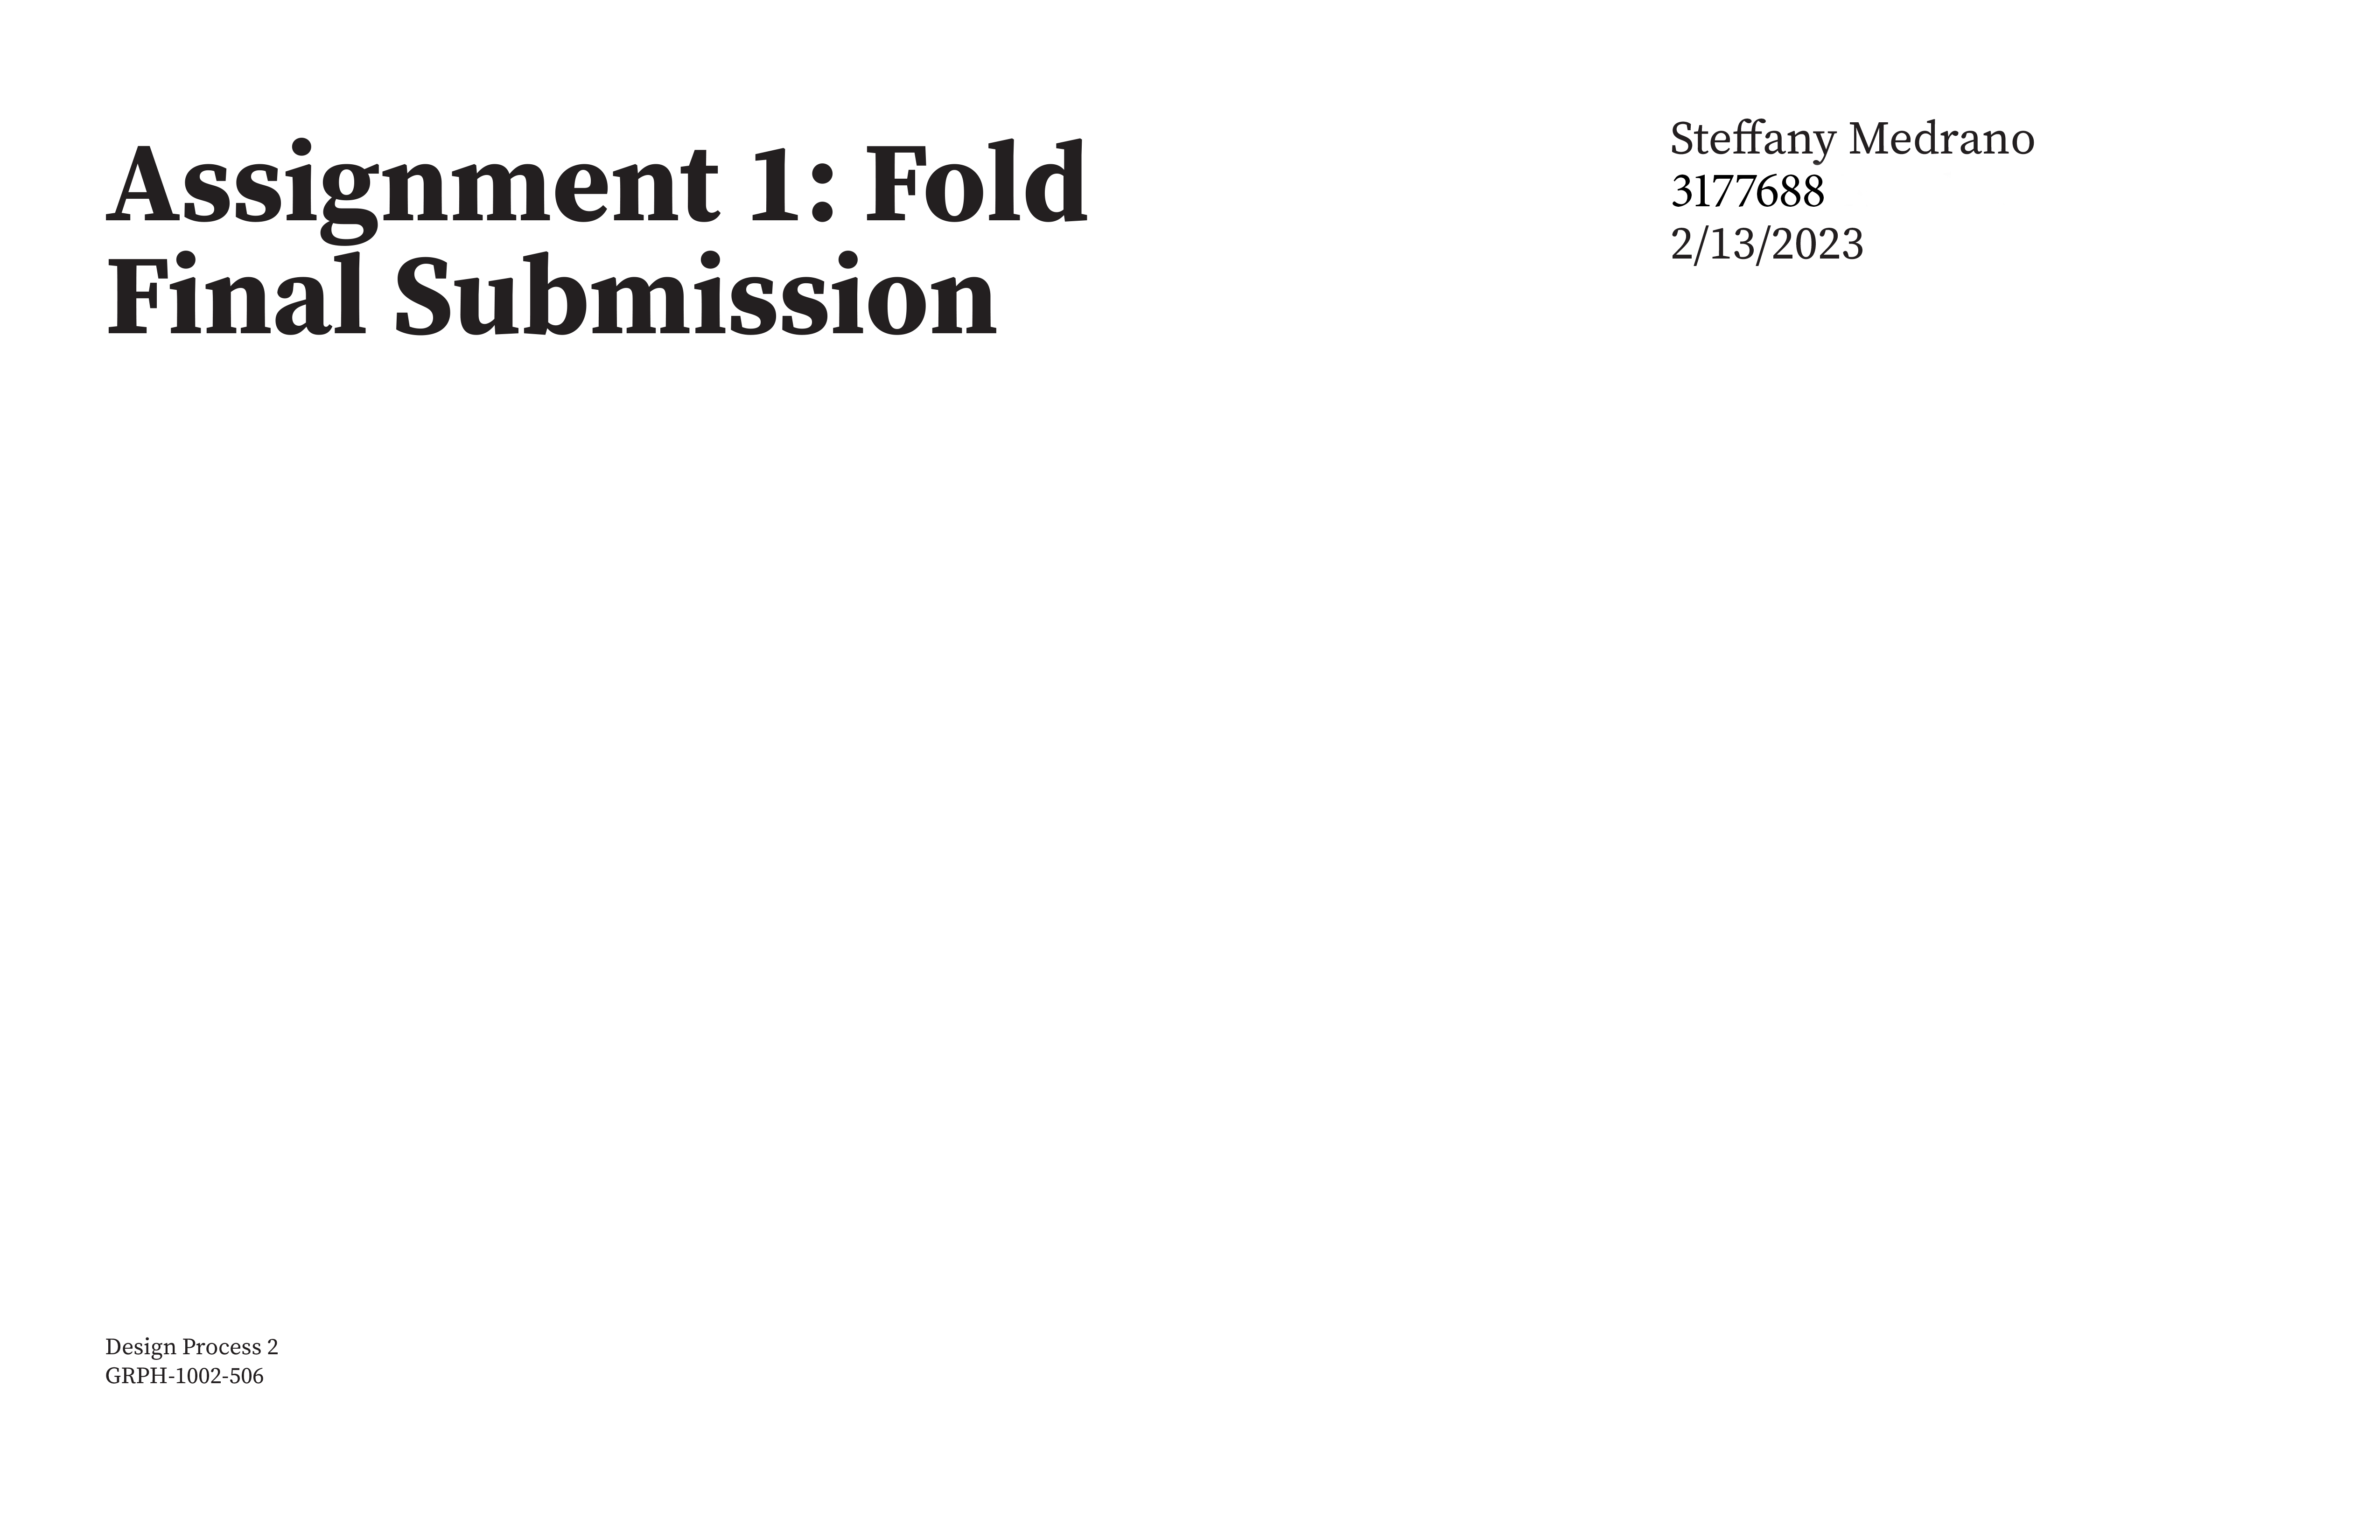 Assignment 1: Fold
Final Submission
Steffany Medrano
3177688
2/13/2023
Design Process 2
GRPH-1002-506